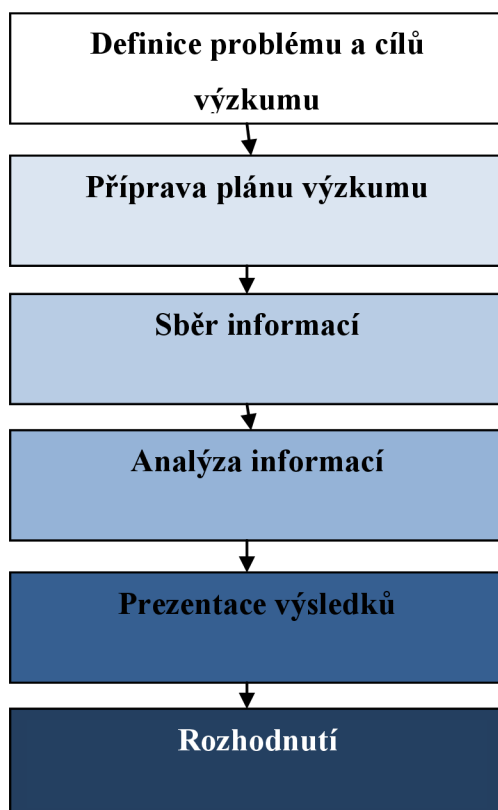 Definice problému a cílů
výzkumu
Příprava plánu výzkumu
Sběr informací
Analýza informací
Prezentace výsledků
Rozhodnutí